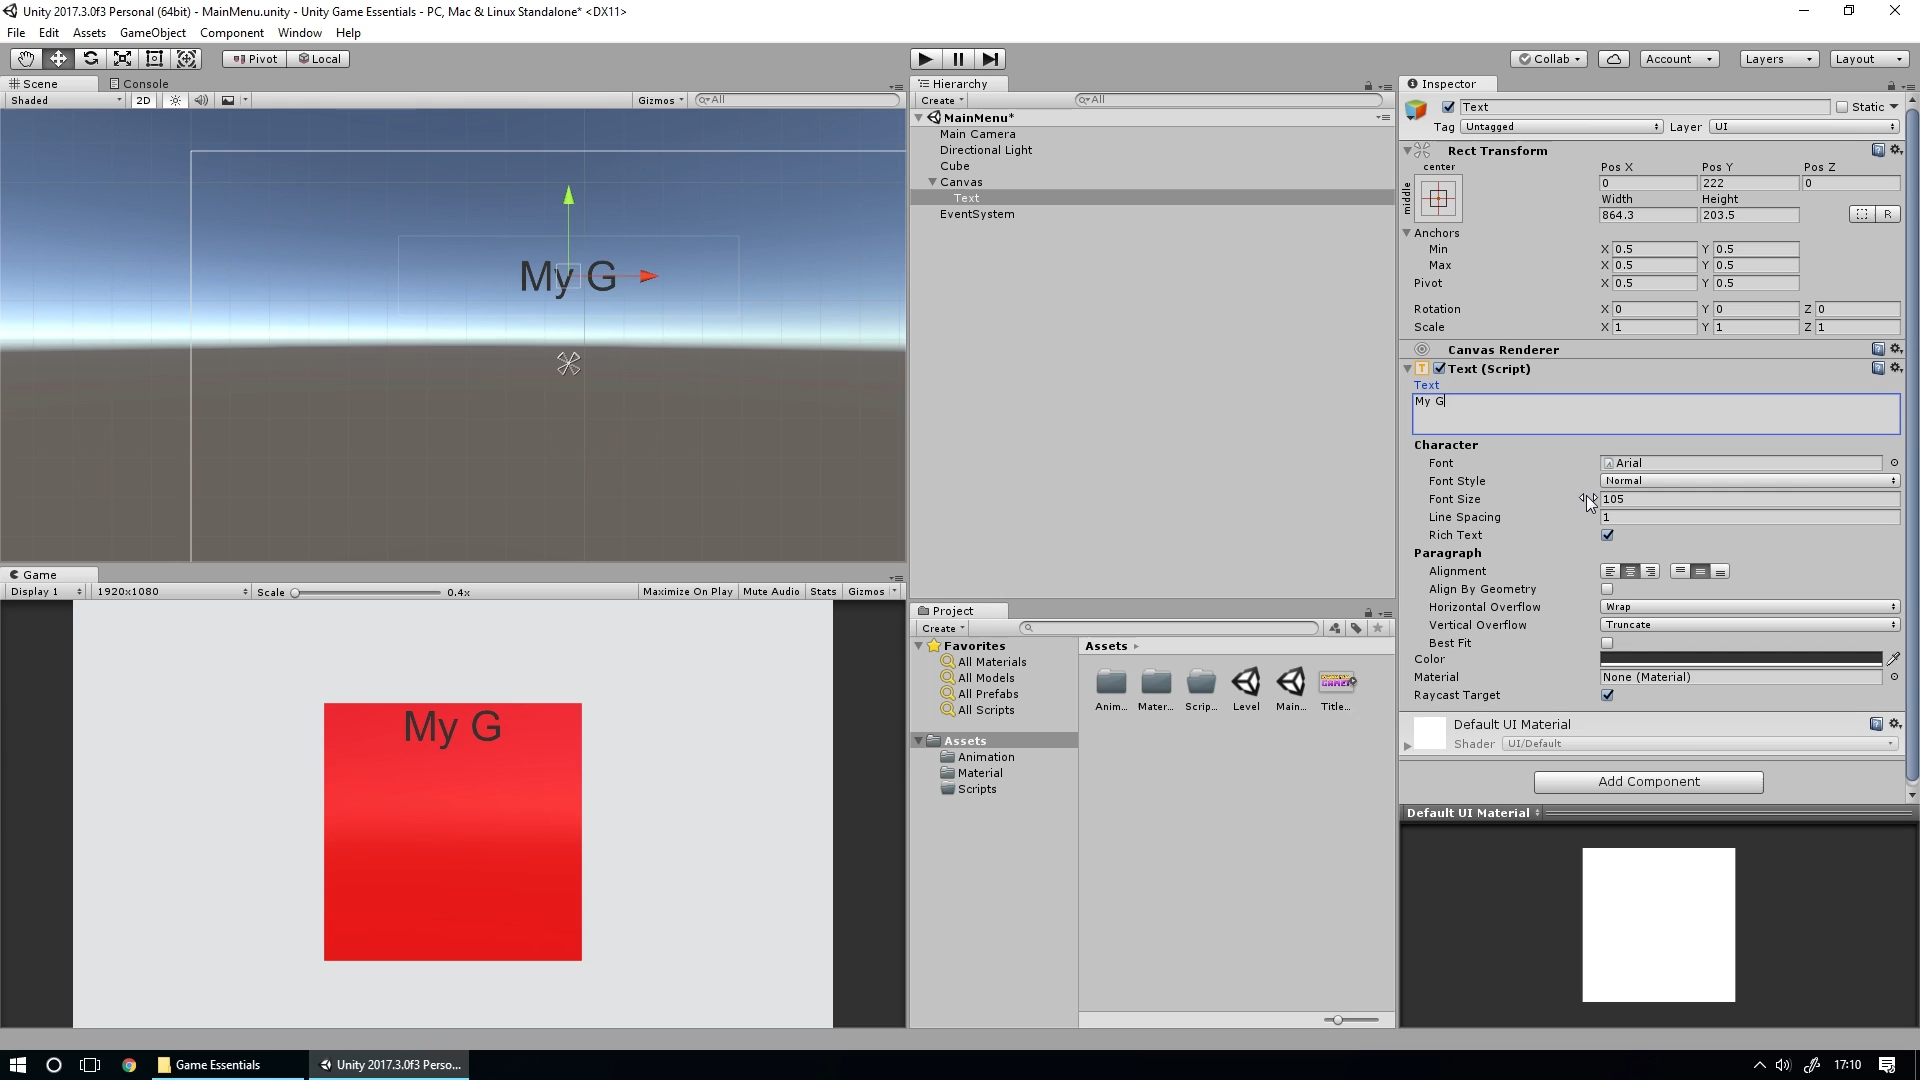 Unity 2017.3.0f3 Personal (64bit) - MainMenu.unity - Unity Game Essentials - PC, Mac & Linux Standalone* <DX11>
File Edit Assets GameObject Component Window Help
Pivot Local
Collab Account Layers Layout
Scene Console
Shaded 2D Gizmos All
My G
Game
Display 1 1920x1080 Scale 0.4x Maximize On Play Mute Audio Stats Gizmos
My G
Hierarchy
Create All
MainMenu*
Main Camera
Directional Light
Cube
Canvas
Text
EventSystem
Project
Create
Favorites
All Materials
All Models
All Prefabs
All Scripts
Assets
Animation
Material
Scripts
Assets
Anim... Mater... Scrip... Level Main... Title...
Inspector
Text Static
Tag Untagged Layer UI
Rect Transform
center
middle
Pos X Pos Y Pos Z
0 222 0
Width Height
864.3 203.5
R
Anchors
Min X 0.5 Y 0.5
Max X 0.5 Y 0.5
Pivot X 0.5 Y 0.5
Rotation X 0 Y 0 Z 0
Scale X 1 Y 1 Z 1
Canvas Renderer
Text (Script)
Text
My G
Character
Font Arial
Font Style Normal
Font Size 105
Line Spacing 1
Rich Text
Paragraph
Alignment
Align By Geometry
Horizontal Overflow Wrap
Vertical Overflow Truncate
Best Fit
Color
Material None (Material)
Raycast Target
Default UI Material
Shader UI/Default
Add Component
Default UI Material
Game Essentials
Unity 2017.3.0f3 Perso...
17:10